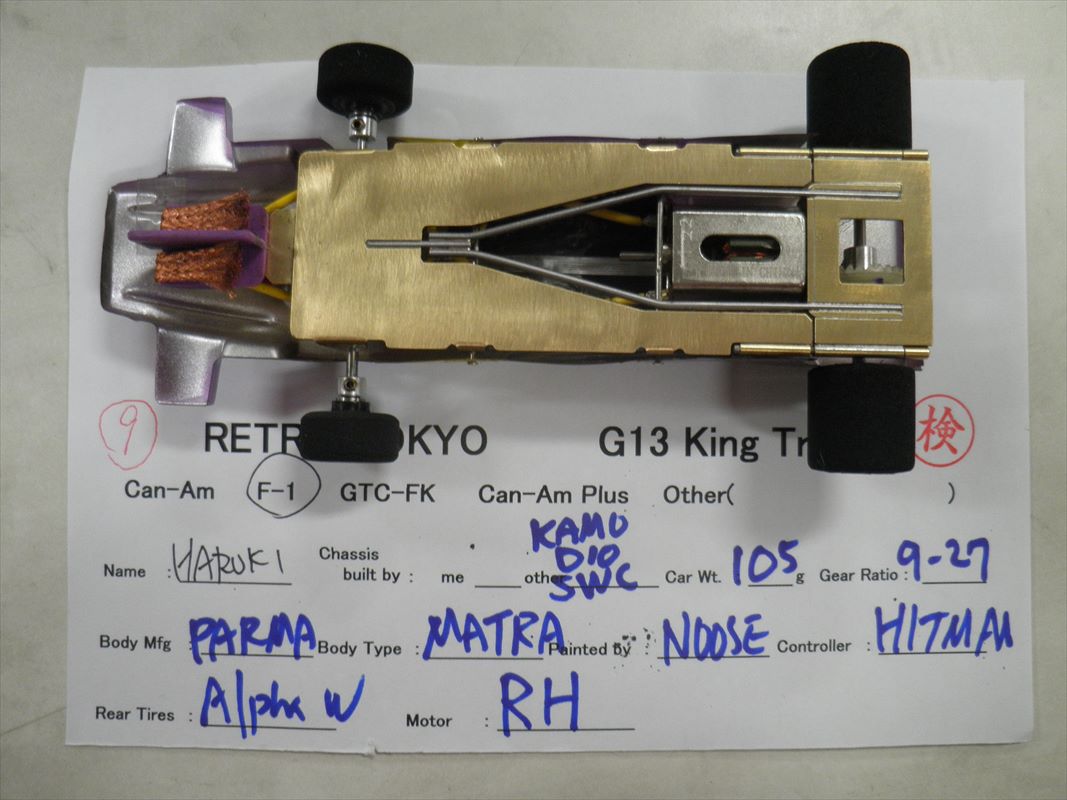 9 RETR KYO G13 King Tr 検
Can-Am F-1 GTC-FK Can-Am Plus Other( )
Name : HARUKI Chassis built by : me other KAMO DIO SWC Car Wt. 105 g Gear Ratio : 9-27
Body Mfg : PARMA Body Type : MATRA Painted by : NOOSE Controller : HITMAN
Rear Tires : Alpha W Motor : RH